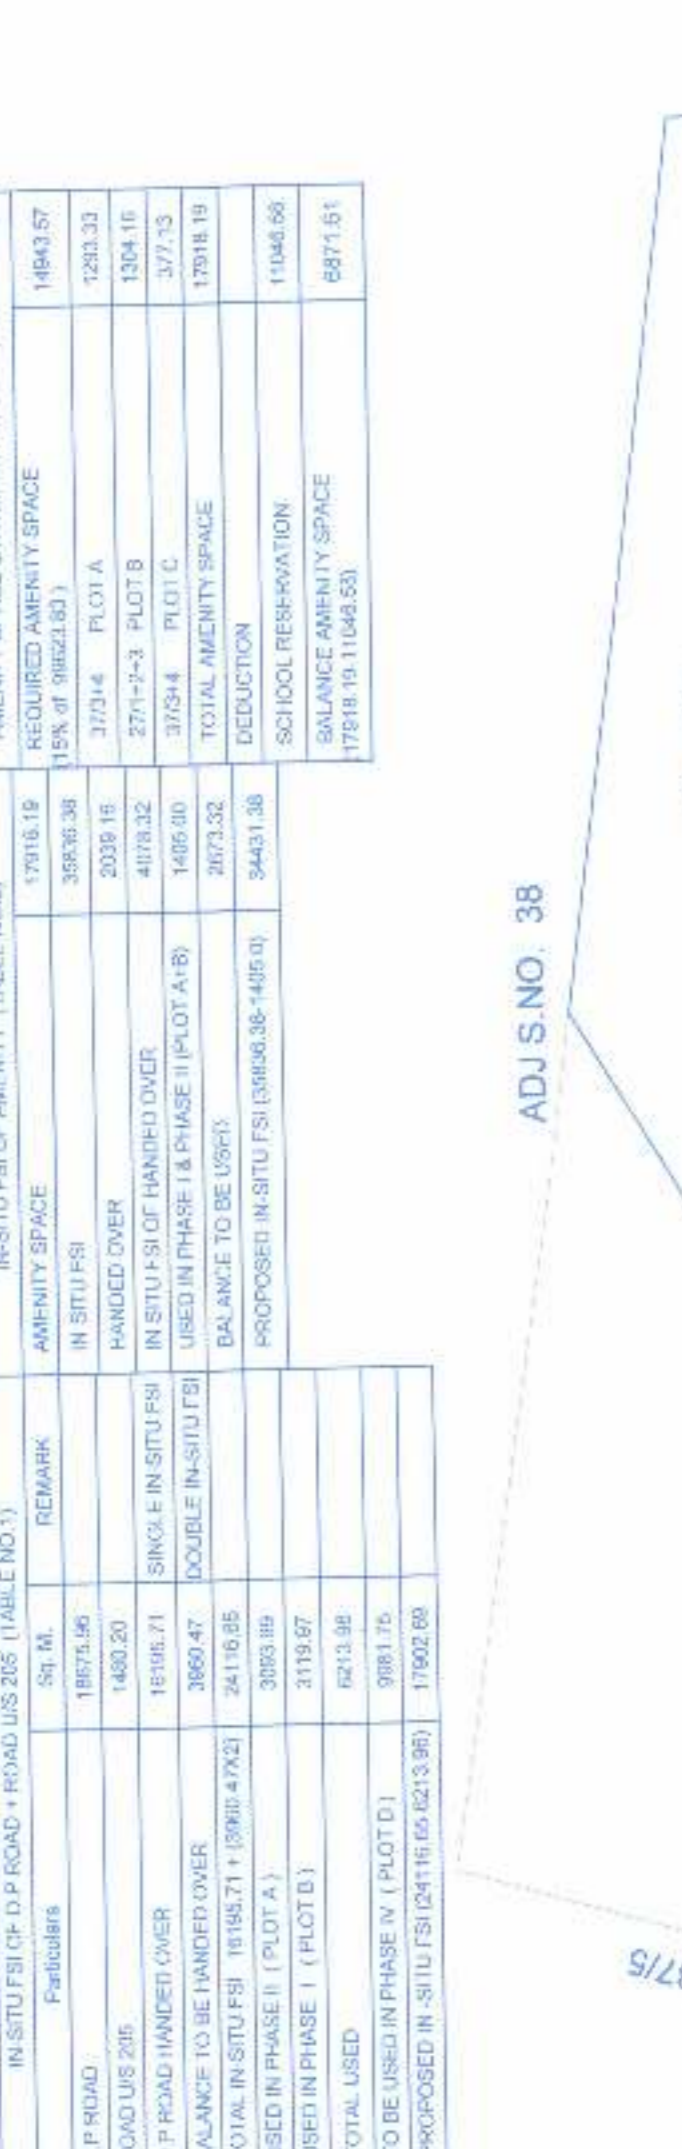 IN-SITU FSI OF D.P ROAD + ROAD U/S 205 (TABLE NO.1)
Particulars Sq. M. REMARK
P ROAD 18675.96
OAD U/S 205 1480.20
P ROAD HANDED OVER 16195.71 SINGLE IN-SITU FSI
ALANCE TO BE HANDED OVER 3960.47 DOUBLE IN-SITU FSI
OTAL IN-SITU FSI 16195.71 + (3960.47X2) 24116.65
SED IN PHASE II ( PLOT A ) 3093.99
SED IN PHASE I ( PLOT B ) 3119.97
OTAL USED 6213.96
O BE USED IN PHASE IV ( PLOT D ) 9981.75
ROPOSED IN -SITU FSI (24116.65-6213.96) 17902.69
AMENITY SPACE 17918.19
IN SITU FSI 35836.38
HANDED OVER 2039.16
IN SITU FSI OF HANDED OVER 4078.32
USED IN PHASE I & PHASE II (PLOT A+B) 1405.00
BALANCE TO BE USED 2673.32
PROPOSED IN-SITU FSI (35836.38-1405.0) 34431.38
REQUIRED AMENITY SPACE 14943.57
(15% of 99623.80 )
37/3+4 PLOT A 1293.33
27/1+2+3 PLOT B 1304.16
37/3+4 PLOT C 377.13
TOTAL AMENITY SPACE 17918.19
DEDUCTION
SCHOOL RESERVATION 11046.58
BALANCE AMENITY SPACE 6871.61
(17918.19-11046.58)
ADJ S.NO. 38
37/5